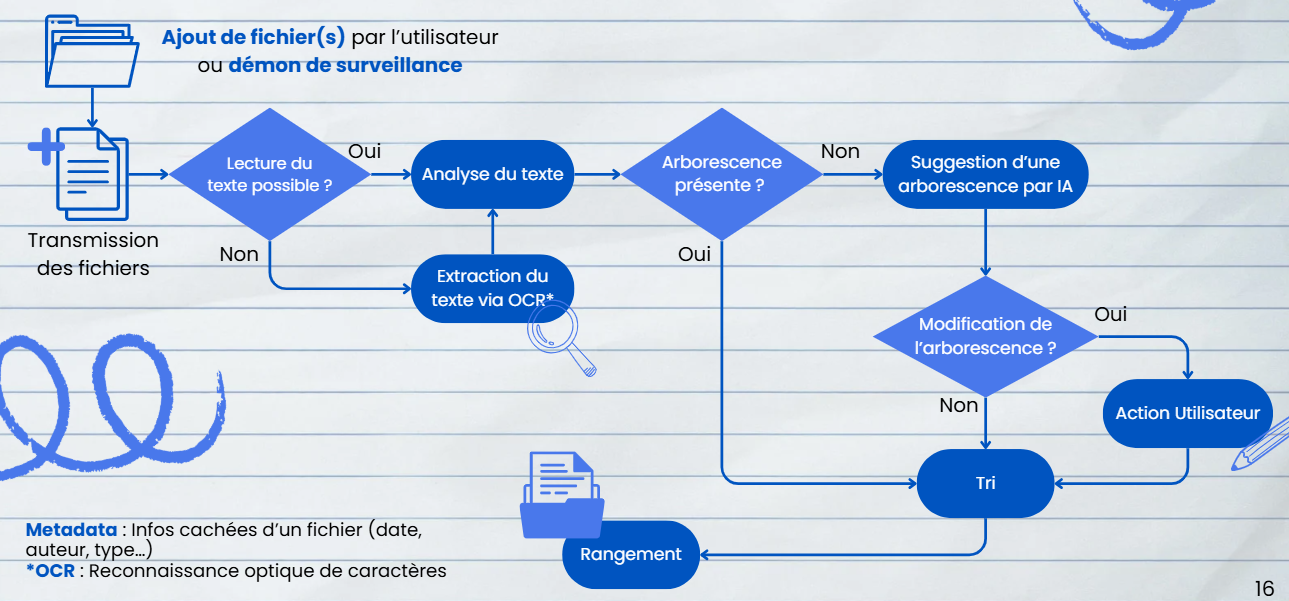 Ajout de fichier(s) par l'utilisateur
ou démon de surveillance
Transmission
des fichiers
Lecture du
texte possible ?
Oui
Non
Analyse du texte
Extraction du
texte via OCR*
Arborescence
présente ?
Non
Oui
Suggestion d'une
arborescence par IA
Modification de
l'arborescence ?
Oui
Non
Action Utilisateur
Tri
Rangement
Metadata : Infos cachées d'un fichier (date,
auteur, type...)
*OCR : Reconnaissance optique de caractères
16